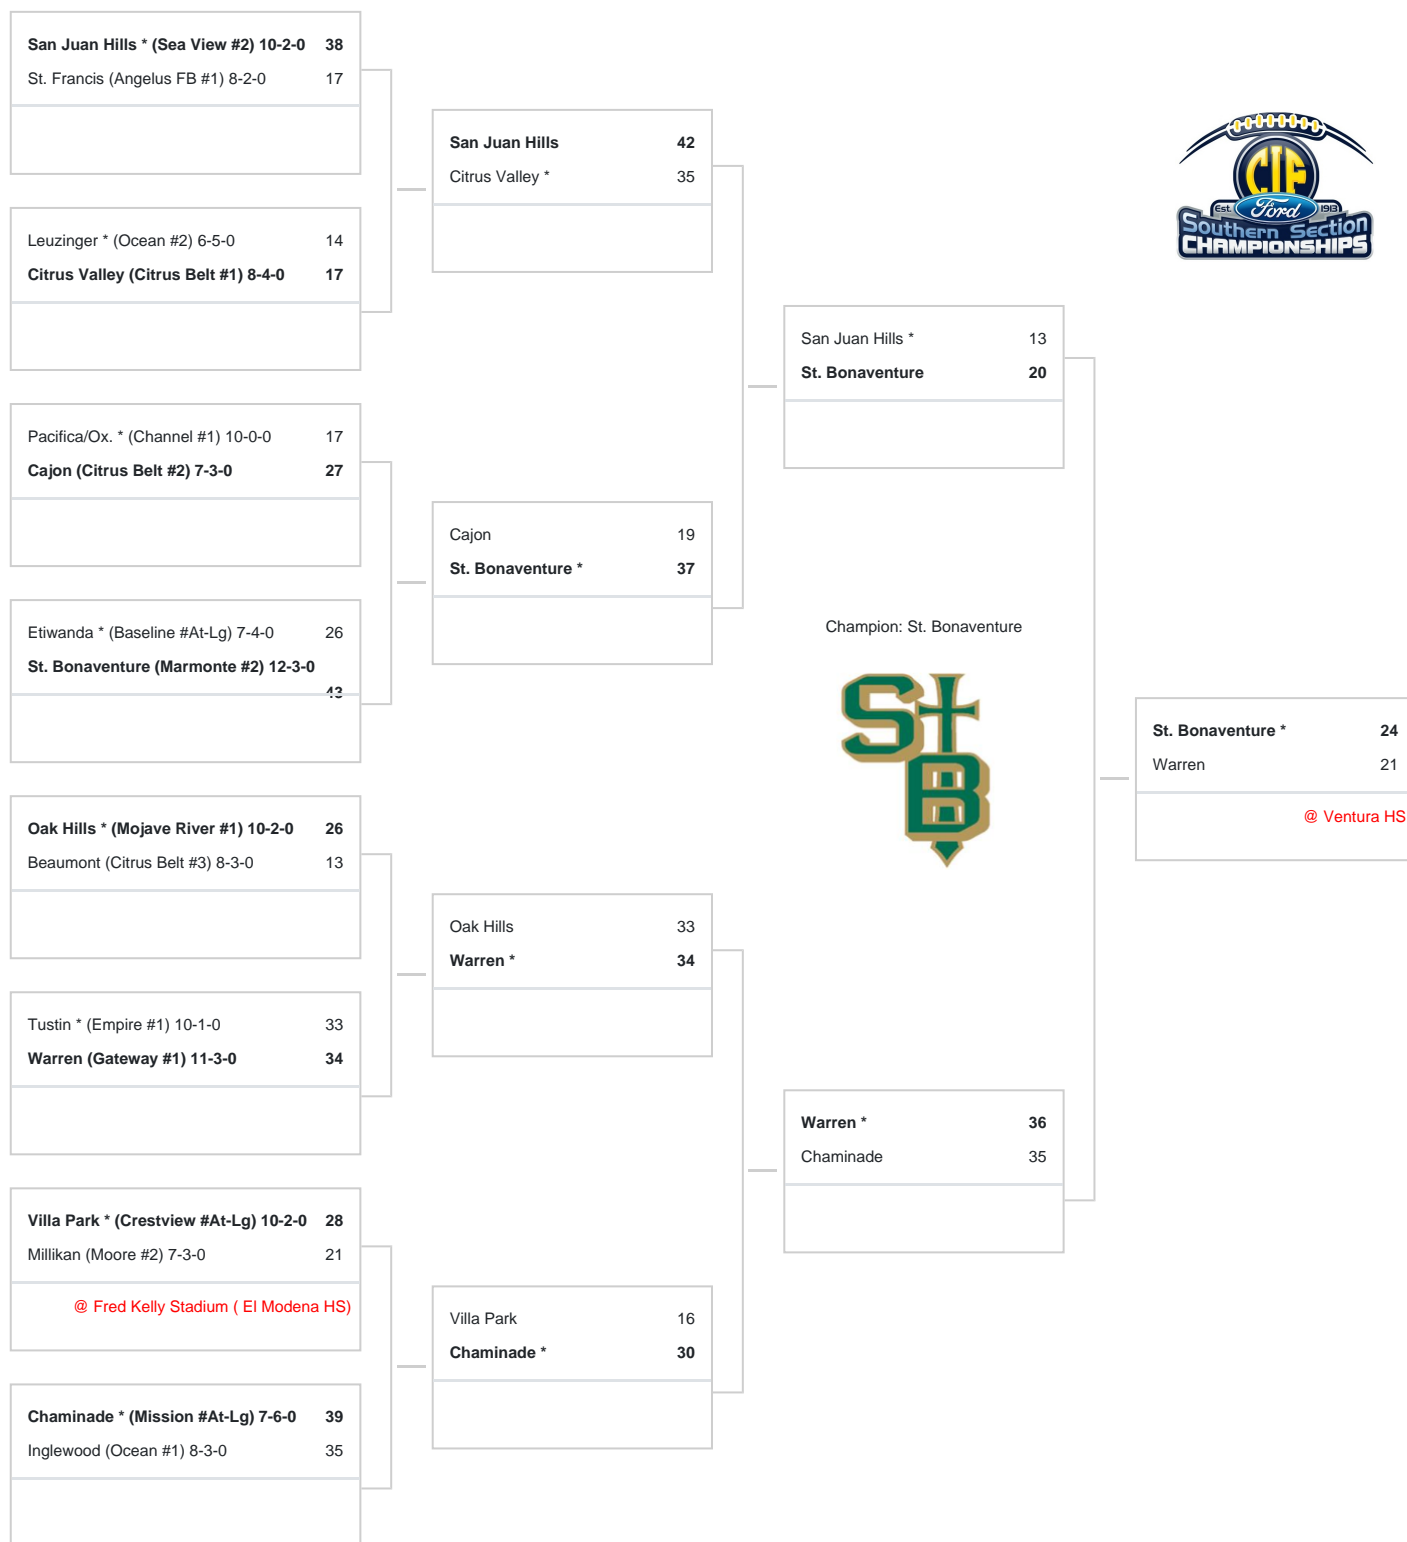 San Juan Hills * (Sea View #2) 10-2-0 38
St. Francis (Angelus FB #1) 8-2-0 17
Leuzinger * (Ocean #2) 6-5-0 14
Citrus Valley (Citrus Belt #1) 8-4-0 17
Pacifica/Ox. * (Channel #1) 10-0-0 17
Cajon (Citrus Belt #2) 7-3-0 27
Etiwanda * (Baseline #At-Lg) 7-4-0 26
St. Bonaventure (Marmonte #2) 12-3-0
43
Oak Hills * (Mojave River #1) 10-2-0 26
Beaumont (Citrus Belt #3) 8-3-0 13
Tustin * (Empire #1) 10-1-0 33
Warren (Gateway #1) 11-3-0 34
Villa Park * (Crestview #At-Lg) 10-2-0 28
Millikan (Moore #2) 7-3-0 21
@ Fred Kelly Stadium ( El Modena HS)
Chaminade * (Mission #At-Lg) 7-6-0 39
Inglewood (Ocean #1) 8-3-0 35
San Juan Hills 42
Citrus Valley * 35
Cajon 19
St. Bonaventure * 37
Oak Hills 33
Warren * 34
Villa Park 16
Chaminade * 30
San Juan Hills * 13
St. Bonaventure 20
Champion: St. Bonaventure
StB
Warren * 36
Chaminade 35
CIF
Est. Ford 1913
Southern Section
CHAMPIONSHIPS
St. Bonaventure * 24
Warren 21
@ Ventura HS